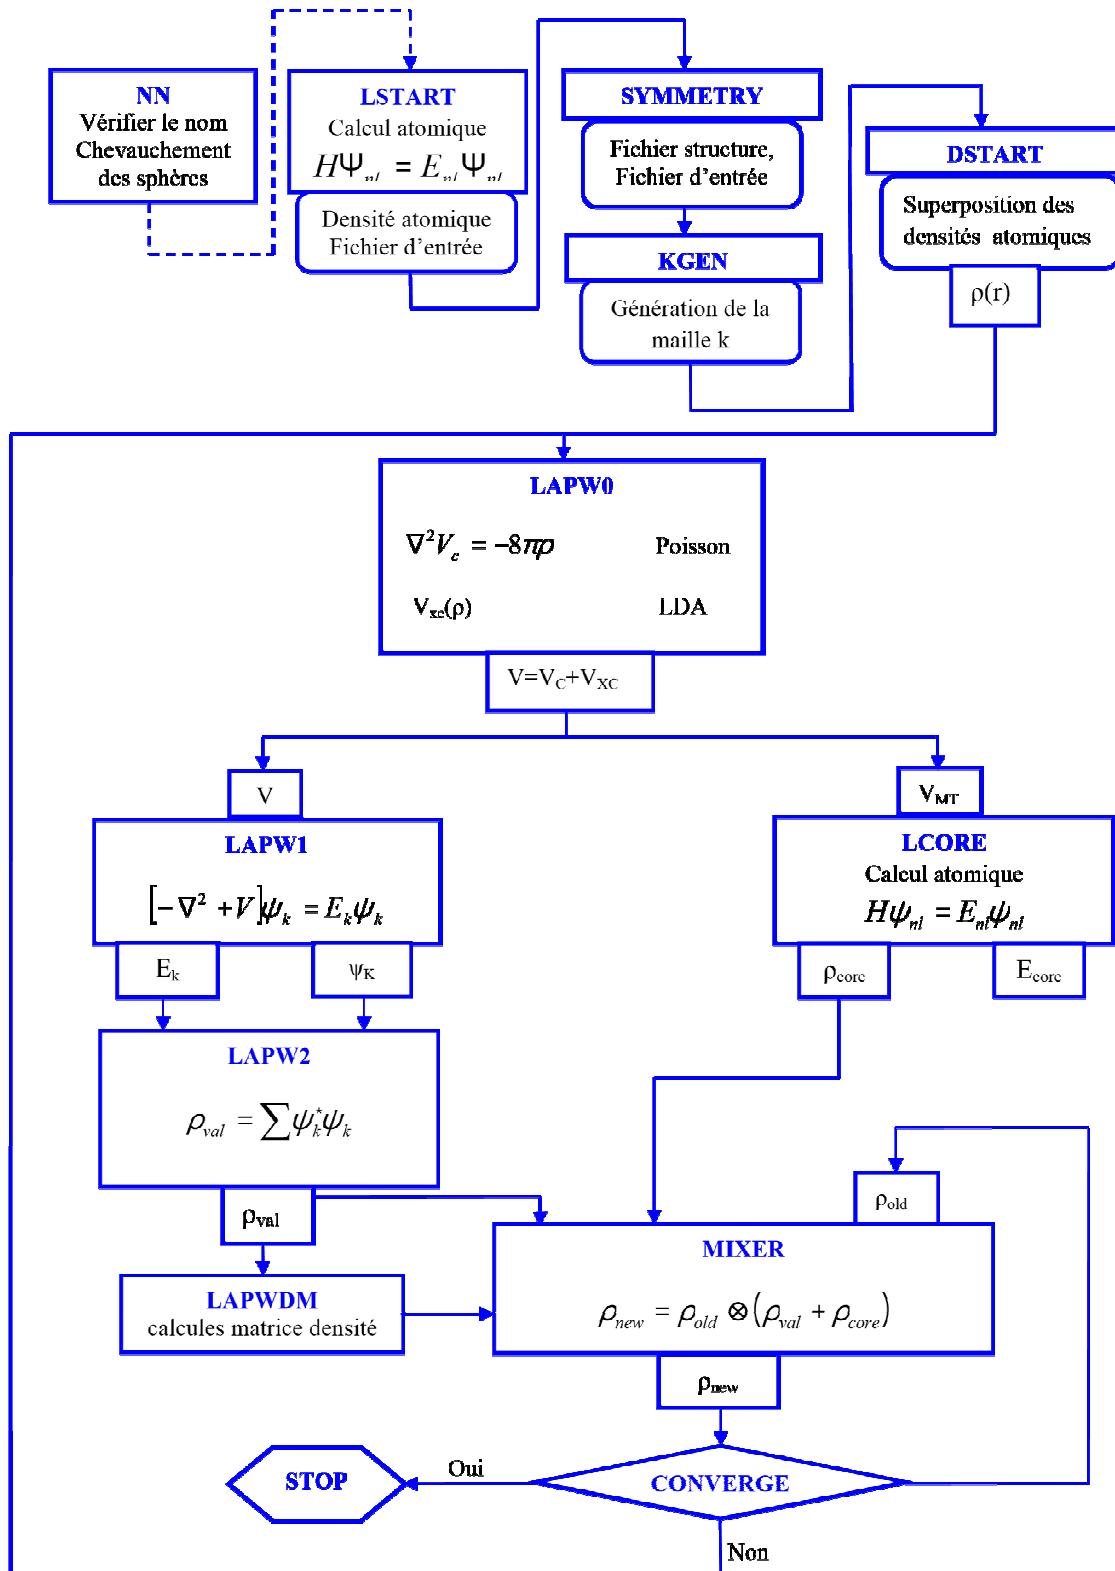 NN
Vérifier le nom
Chevauchement
des sphères
LSTART
Calcul atomique
HΨnl = EnlΨnl
Densité atomique
Fichier d'entrée
SYMMETRY
Fichier structure,
Fichier d'entrée
KGEN
Génération de la
maille k
DSTART
Superposition des
densités atomiques
ρ(r)
LAPW0
∇²Vc = -8πρ Poisson
Vxc(ρ) LDA
V=VC+VXC
V
LAPW1
[-∇² +V]ψk = Ekψk
Ek
ψK
VMT
LCORE
Calcul atomique
Hψnl = Enlψnl
ρcore
Ecore
LAPW2
ρval = ∑ψk*ψk
ρval
LAPWDM
calcules matrice densité
ρold
MIXER
ρnew = ρold ⊗ (ρval + ρcore)
ρnew
CONVERGE
Oui
STOP
Non